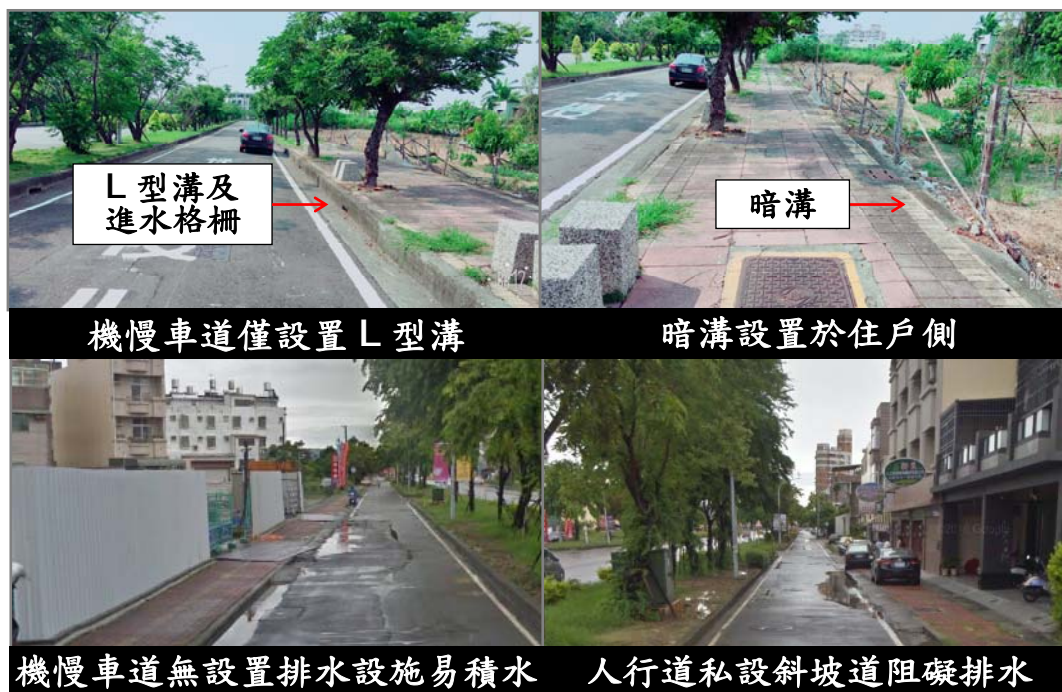 L 型溝及
進水格柵
暗溝
機慢車道僅設置 L 型溝
暗溝設置於住戶側
機慢車道無設置排水設施易積水
人行道私設斜坡道阻礙排水